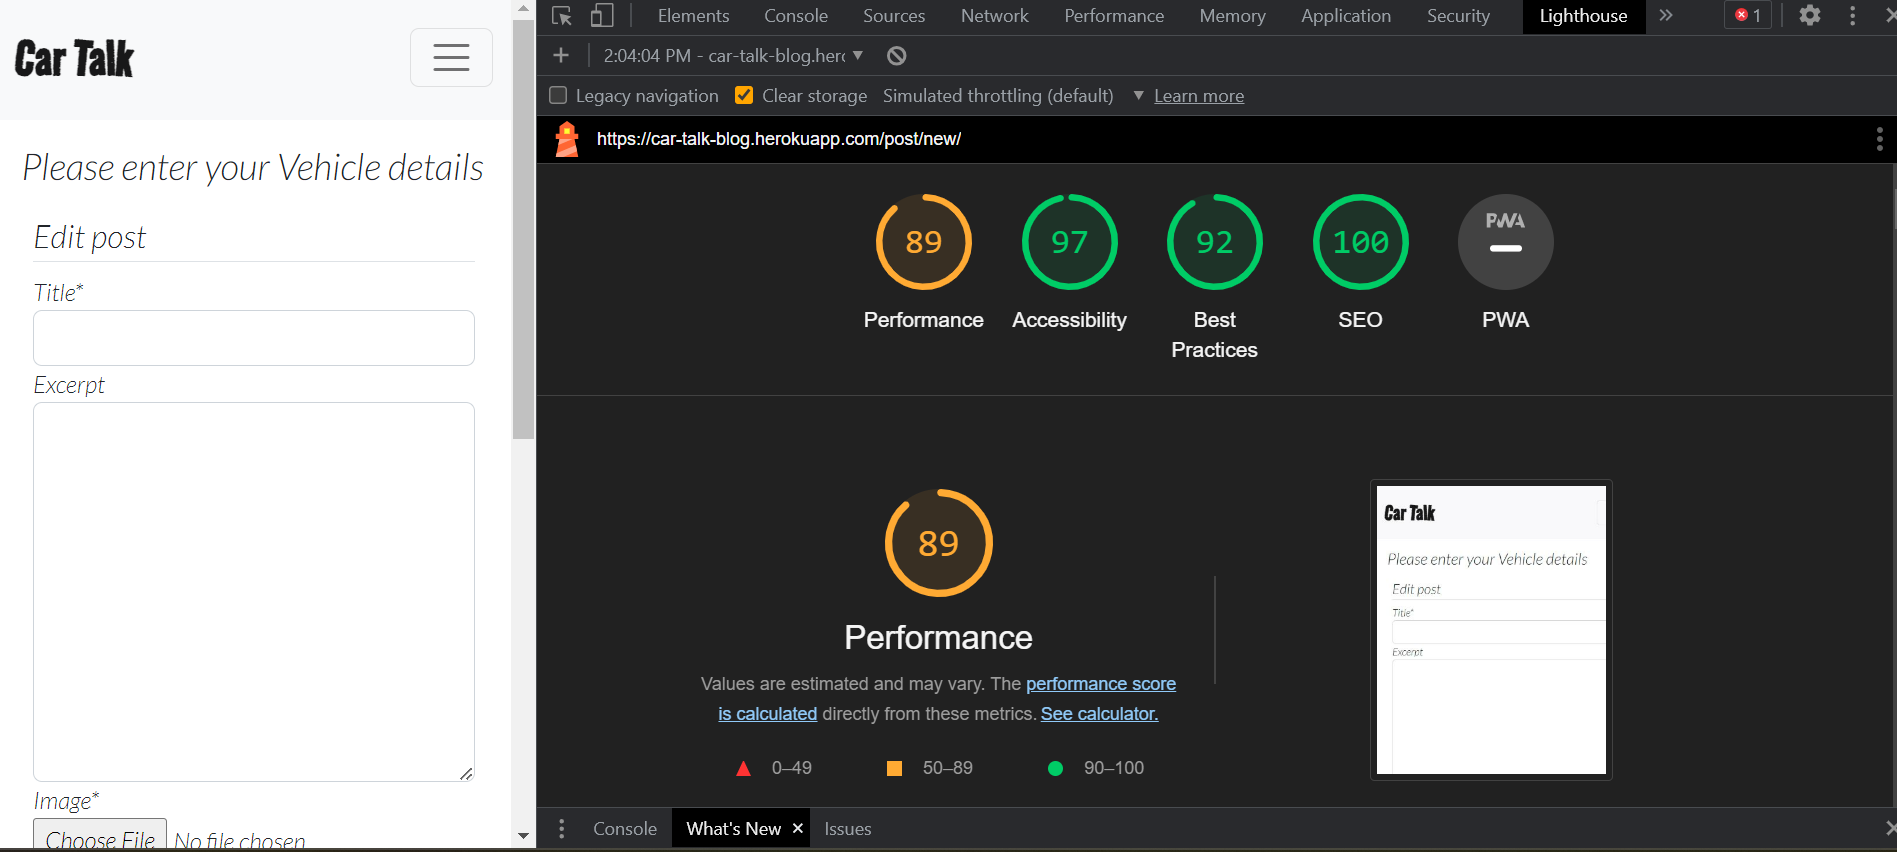 Car Talk
Please enter your Vehicle details
Edit post
Title*
Excerpt
Image*
Choose File No file chosen
Elements Console Sources Network Performance Memory Application Security Lighthouse » 1
2:04:04 PM - car-talk-blog.her
Legacy navigation Clear storage Simulated throttling (default) Learn more
https://car-talk-blog.herokuapp.com/post/new/
89 97 92 100 PWA
Performance Accessibility Best Practices SEO PWA
89
Performance
Values are estimated and may vary. The performance score
is calculated directly from these metrics. See calculator.
0–49 50–89 90–100
Car Talk
Please enter your Vehicle details
Edit post
Title*
Excerpt
Console What's New × Issues